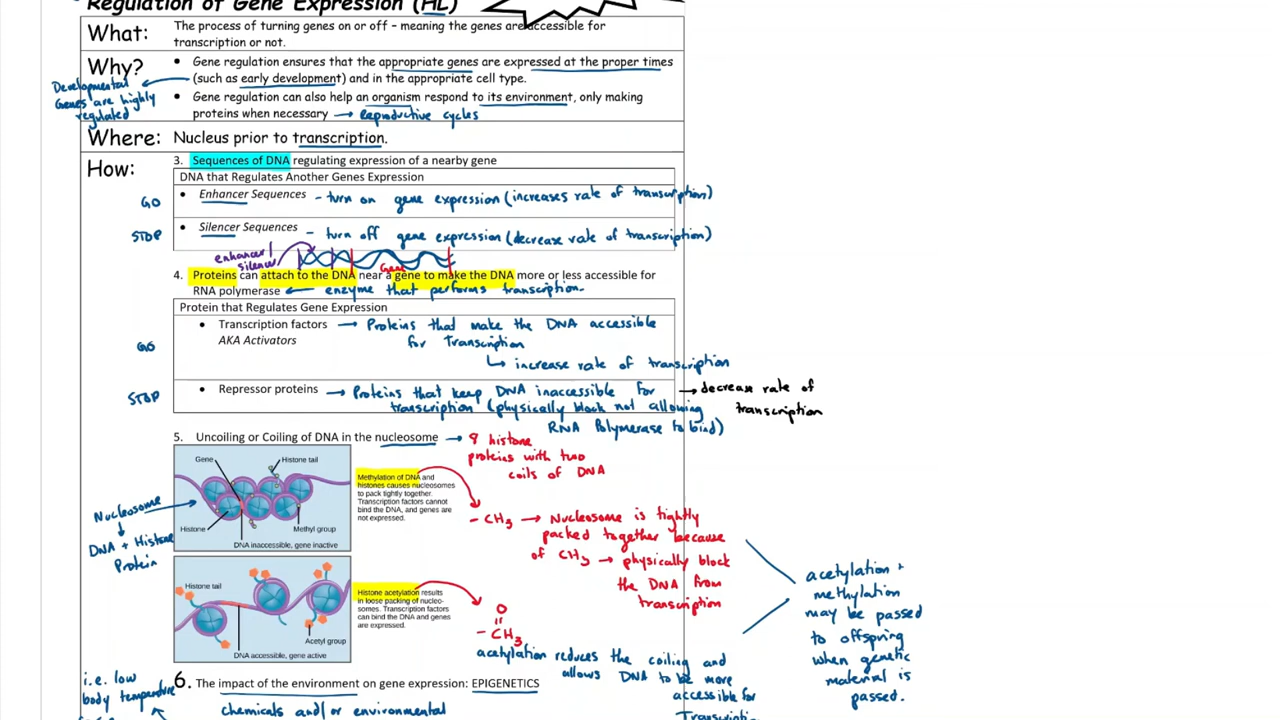 Regulation of Gene Expression (HL)
What: The process of turning genes on or off – meaning the genes are accessible for
transcription or not.
Why?
• Gene regulation ensures that the appropriate genes are expressed at the proper times
(such as early development) and in the appropriate cell type.
Developmental
Genes are highly
regulated
• Gene regulation can also help an organism respond to its environment, only making
proteins when necessary → Reproductive cycles
Where: Nucleus prior to transcription.
How:
3. Sequences of DNA regulating expression of a nearby gene
DNA that Regulates Another Genes Expression
GO • Enhancer Sequences - turn on gene expression (increases rate of transcription)
STOP • Silencer Sequences - turn off gene expression (decrease rate of transcription)
enhancer/
silencer
Gene
4. Proteins can attach to the DNA near a gene to make the DNA more or less accessible for
RNA polymerase ← enzyme that performs transcription.
Protein that Regulates Gene Expression
GO • Transcription factors → Proteins that make the DNA accessible
AKA Activators for Transcription
↳ increase rate of transcription
STOP • Repressor proteins → Proteins that keep DNA inaccessible for → decrease rate of
transcription (physically block not allowing transcription
RNA Polymerase to bind)
5. Uncoiling or Coiling of DNA in the nucleosome → 8 histone
proteins with two
coils of DNA
Gene
Histone tail
Histone
Methyl group
DNA inaccessible, gene inactive
Nucleosome
DNA + Histone
Protein
Methylation of DNA and
histones causes nucleosomes
to pack tightly together.
Transcription factors cannot
bind the DNA, and genes are
not expressed.
- CH3 → Nucleosome is tightly
packed together because
of CH3 → physically block
the DNA from
transcription
Histone tail
Acetyl group
DNA accessible, gene active
Histone acetylation results
in loose packing of nucleo-
somes. Transcription factors
can bind the DNA and genes
are expressed.
O
- CH3
acetylation reduces the coiling and
allows DNA to be more
accessible for
Transcription
acetylation +
methylation
may be passed
to offspring
when genetic
material is
passed.
i.e. low
body temperature
6. The impact of the environment on gene expression: EPIGENETICS
chemicals and/or environmental